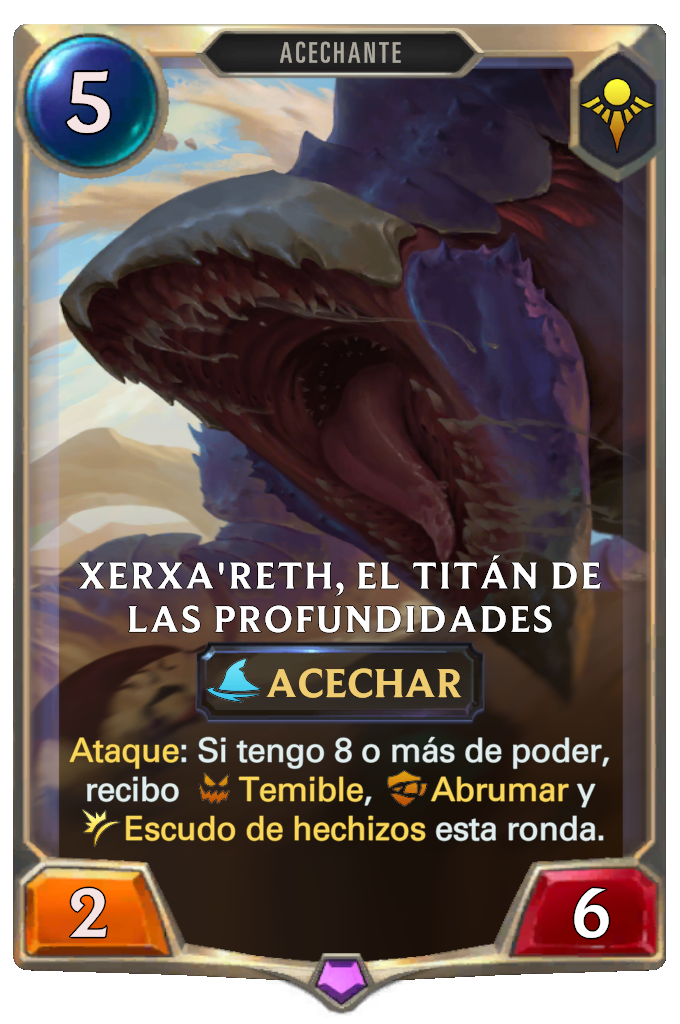 ACECHANTE
5
XERXA'RETH, EL TITÁN DE
LAS PROFUNDIDADES
ACECHAR
Ataque: Si tengo 8 o más de poder,
recibo Temible, Abrumar y
Escudo de hechizos esta ronda.
2
6